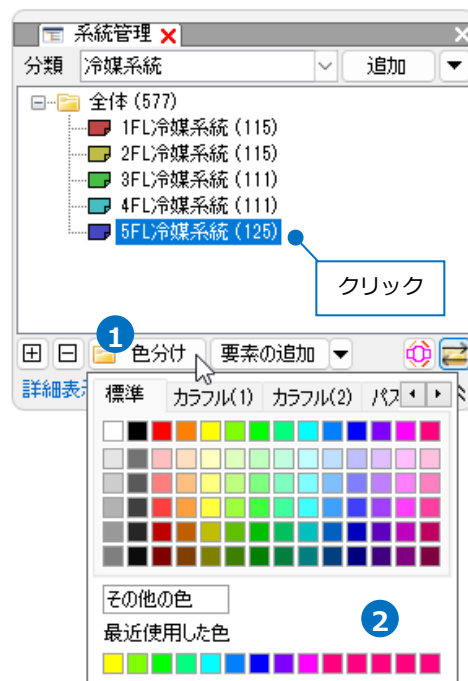 系統管理
分類 冷媒系統 追加
全体 (577)
1FL冷媒系統 (115)
2FL冷媒系統 (115)
3FL冷媒系統 (111)
4FL冷媒系統 (111)
5FL冷媒系統 (125)
クリック
1
色分け 要素の追加
詳細表
標準 カラフル(1) カラフル(2) パス
その他の色
2
最近使用した色